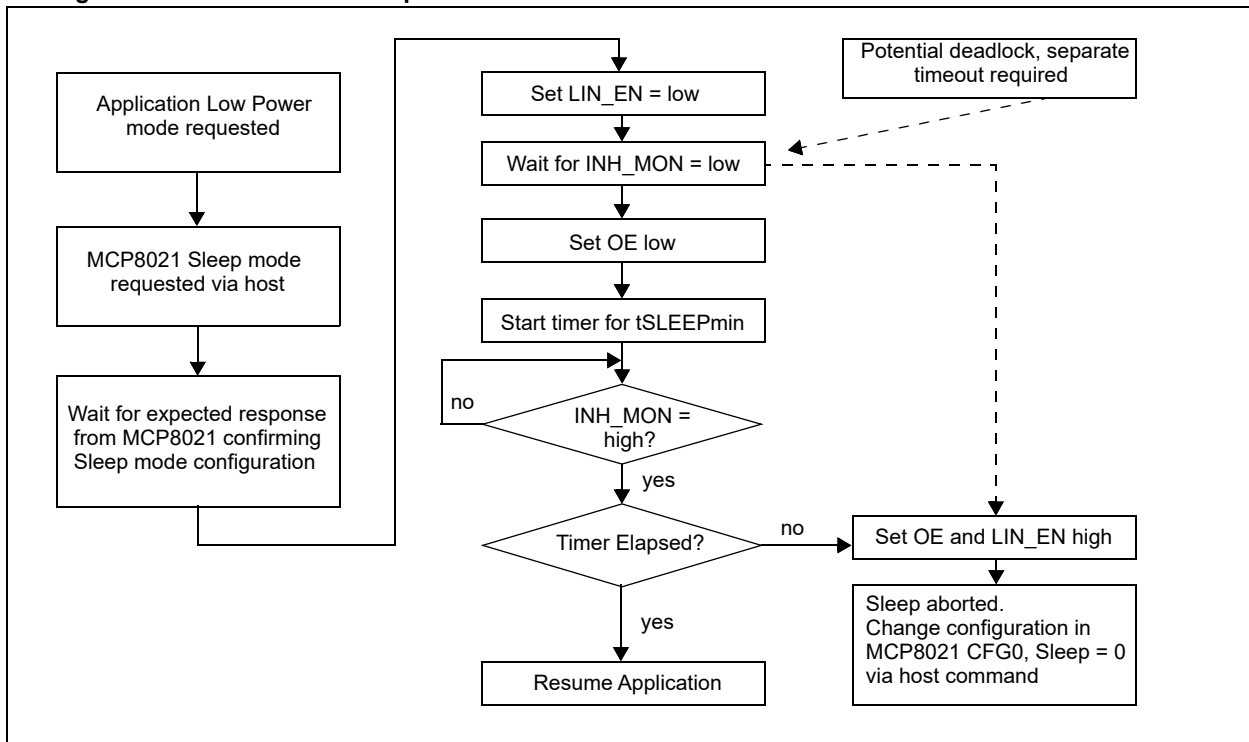 Application Low Power
mode requested
MCP8021 Sleep mode
requested via host
Wait for expected response
from MCP8021 confirming
Sleep mode configuration
Set LIN_EN = low
Wait for INH_MON = low
Set OE low
Start timer for tSLEEPmin
no
INH_MON =
high?
yes
Timer Elapsed?
no
yes
Resume Application
Potential deadlock, separate
timeout required
Set OE and LIN_EN high
Sleep aborted.
Change configuration in
MCP8021 CFG0, Sleep = 0
via host command